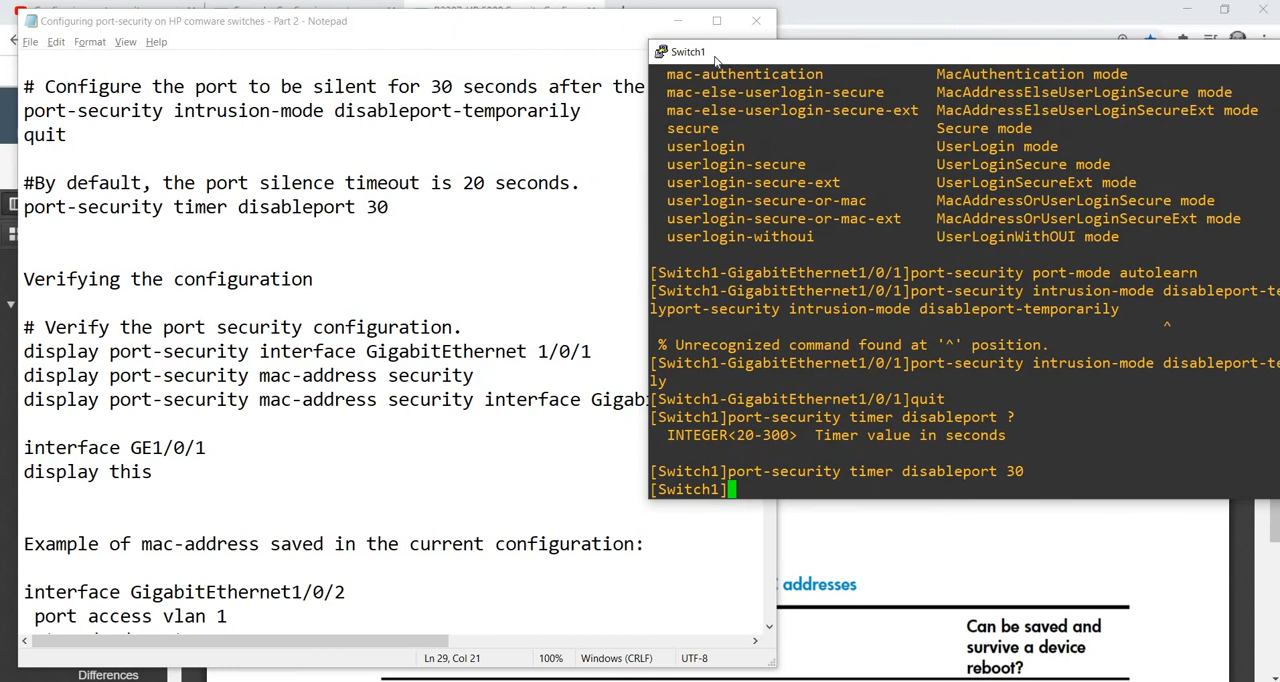 Configuring port-security on HP comware switches - Part 2 - Notepad
File Edit Format View Help
# Configure the port to be silent for 30 seconds after the
port-security intrusion-mode disableport-temporarily
quit
#By default, the port silence timeout is 20 seconds.
port-security timer disableport 30
Verifying the configuration
# Verify the port security configuration.
display port-security interface GigabitEthernet 1/0/1
display port-security mac-address security
display port-security mac-address security interface Gigab
interface GE1/0/1
display this
Example of mac-address saved in the current configuration:
interface GigabitEthernet1/0/2
port access vlan 1
Ln 29, Col 21 100% Windows (CRLF) UTF-8
Switch1
mac-authentication MacAuthentication mode
mac-else-userlogin-secure MacAddressElseUserLoginSecure mode
mac-else-userlogin-secure-ext MacAddressElseUserLoginSecureExt mode
secure Secure mode
userlogin UserLogin mode
userlogin-secure UserLoginSecure mode
userlogin-secure-ext UserLoginSecureExt mode
userlogin-secure-or-mac MacAddressOrUserLoginSecure mode
userlogin-secure-or-mac-ext MacAddressOrUserLoginSecureExt mode
userlogin-withoui UserLoginWithOUI mode
[Switch1-GigabitEthernet1/0/1]port-security port-mode autolearn
[Switch1-GigabitEthernet1/0/1]port-security intrusion-mode disableport-te
lyport-security intrusion-mode disableport-temporarily
^
% Unrecognized command found at '^' position.
[Switch1-GigabitEthernet1/0/1]port-security intrusion-mode disableport-te
ly
[Switch1-GigabitEthernet1/0/1]quit
[Switch1]port-security timer disableport ?
INTEGER<20-300> Timer value in seconds
[Switch1]port-security timer disableport 30
[Switch1]
addresses
Can be saved and
survive a device
reboot?
Differences